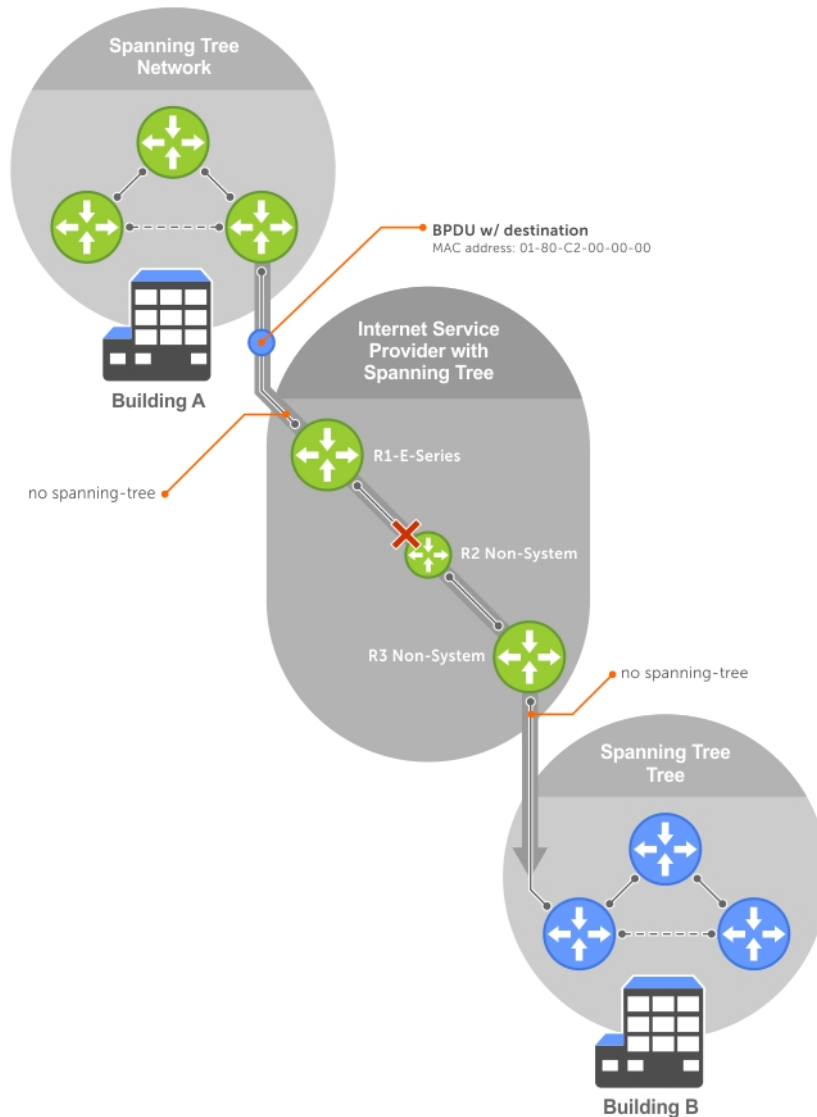 Spanning Tree
Network
BPDU w/ destination
MAC address: 01-80-C2-00-00-00
Building A
Internet Service
Provider with
Spanning Tree
R1-E-Series
no spanning-tree
R2 Non-System
R3 Non-System
no spanning-tree
Spanning Tree
Tree
Building B